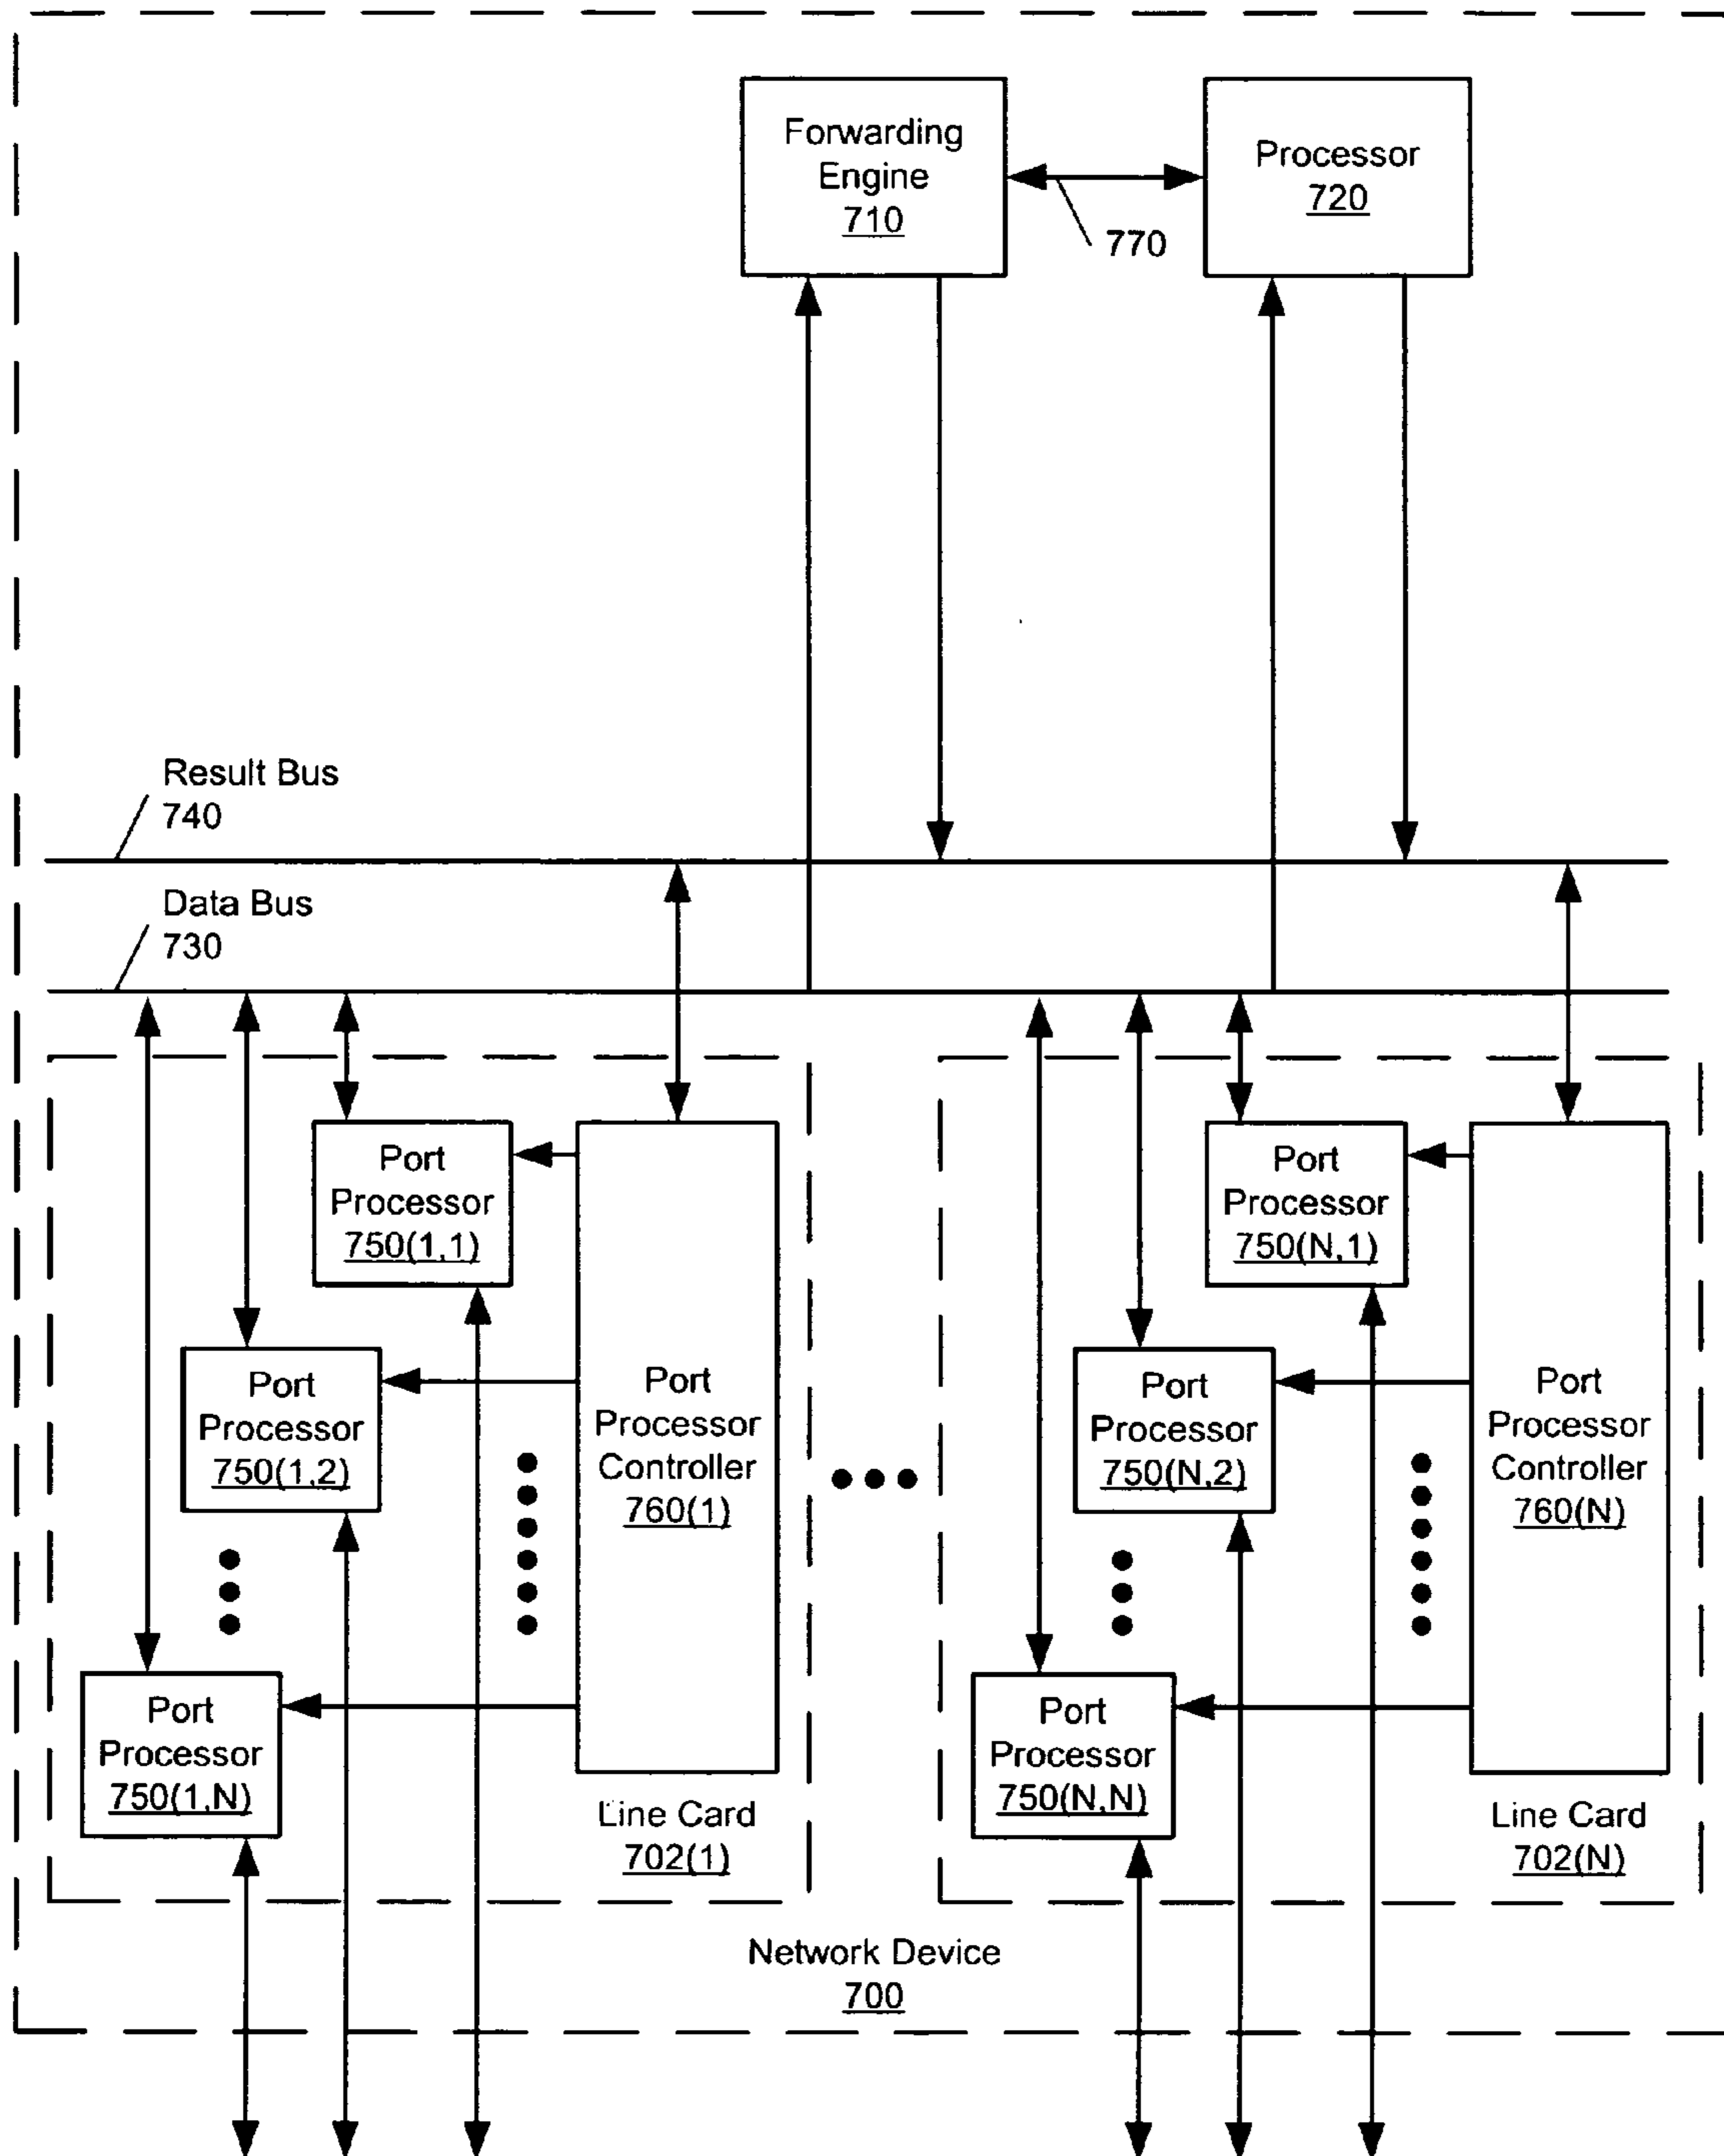 Forwarding
Engine
710
Processor
720
770
Result Bus
740
Data Bus
730
Port
Processor
750(1,1)
Port
Processor
750(1,2)
Port
Processor
750(1,N)
Port
Processor
Controller
760(1)
Line Card
702(1)
Port
Processor
750(N,1)
Port
Processor
750(N,2)
Port
Processor
750(N,N)
Port
Processor
Controller
760(N)
Line Card
702(N)
Network Device
700